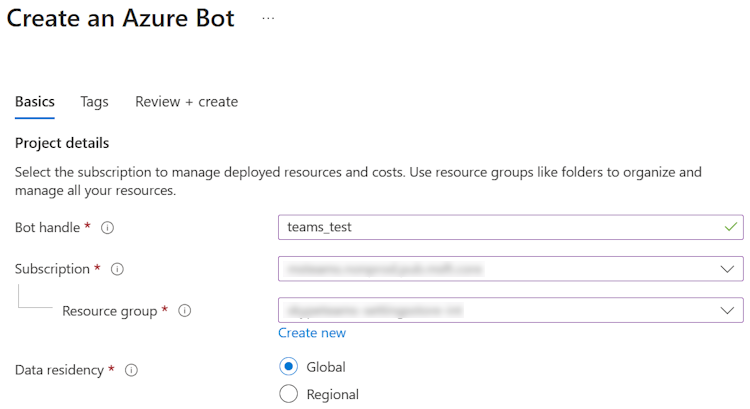 Create an Azure Bot ...
Basics Tags Review + create
Project details
Select the subscription to manage deployed resources and costs. Use resource groups like folders to organize and
manage all your resources.
Bot handle * teams_test
Subscription *
Resource group *
Create new
Data residency * Global
Regional